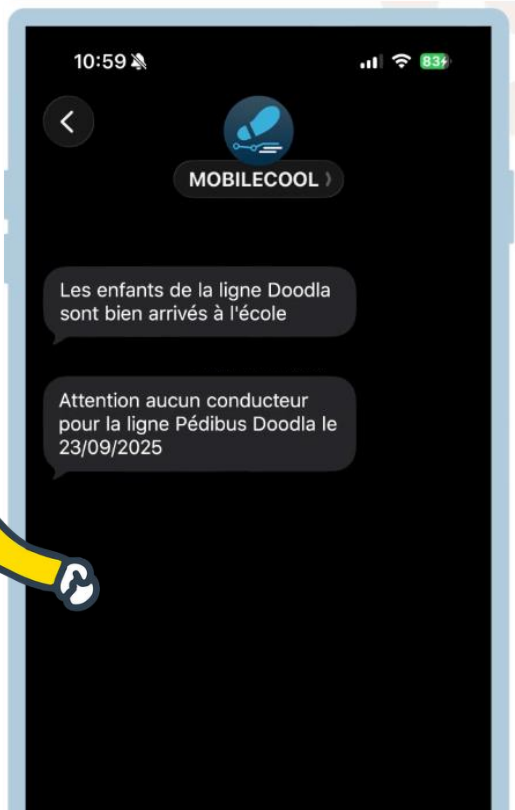 10:59
83
MOBILECOOL
Les enfants de la ligne Doodla
sont bien arrivés à l'école
Attention aucun conducteur
pour la ligne Pédibus Doodla le
23/09/2025